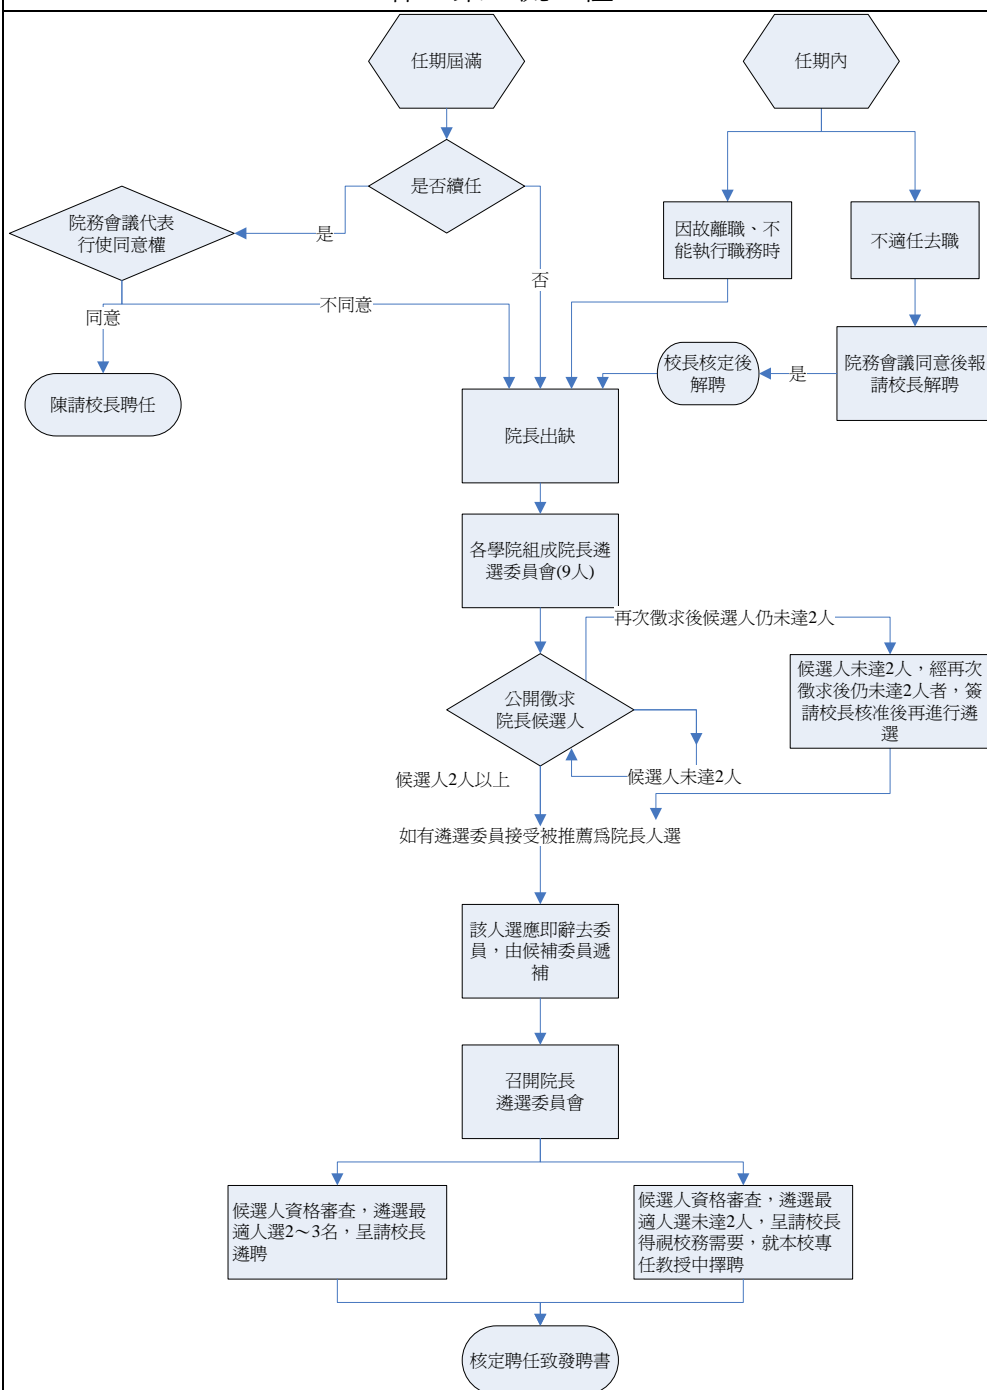 任期屆滿
任期內
是否續任
院務會議代表
行使同意權
是
因故離職、不
能執行職務時
不適任去職
否
不同意
同意
校長核定後
解聘
是
院務會議同意後報
請校長解聘
陳請校長聘任
院長出缺
各學院組成院長遴
選委員會(9人)
再次徵求後候選人仍未達2人
公開徵求
院長候選人
候選人未達2人，經再次
徵求後仍未達2人者，簽
請校長核准後再進行遴
選
候選人2人以上
候選人未達2人
如有遴選委員接受被推薦為院長人選
該人選應即辭去委
員，由候補委員遞
補
召開院長
遴選委員會
候選人資格審查，遴選最
適人選2～3名，呈請校長
遴聘
候選人資格審查，遴選最
適人選未達2人，呈請校長
得視校務需要，就本校專
任教授中擇聘
核定聘任致發聘書